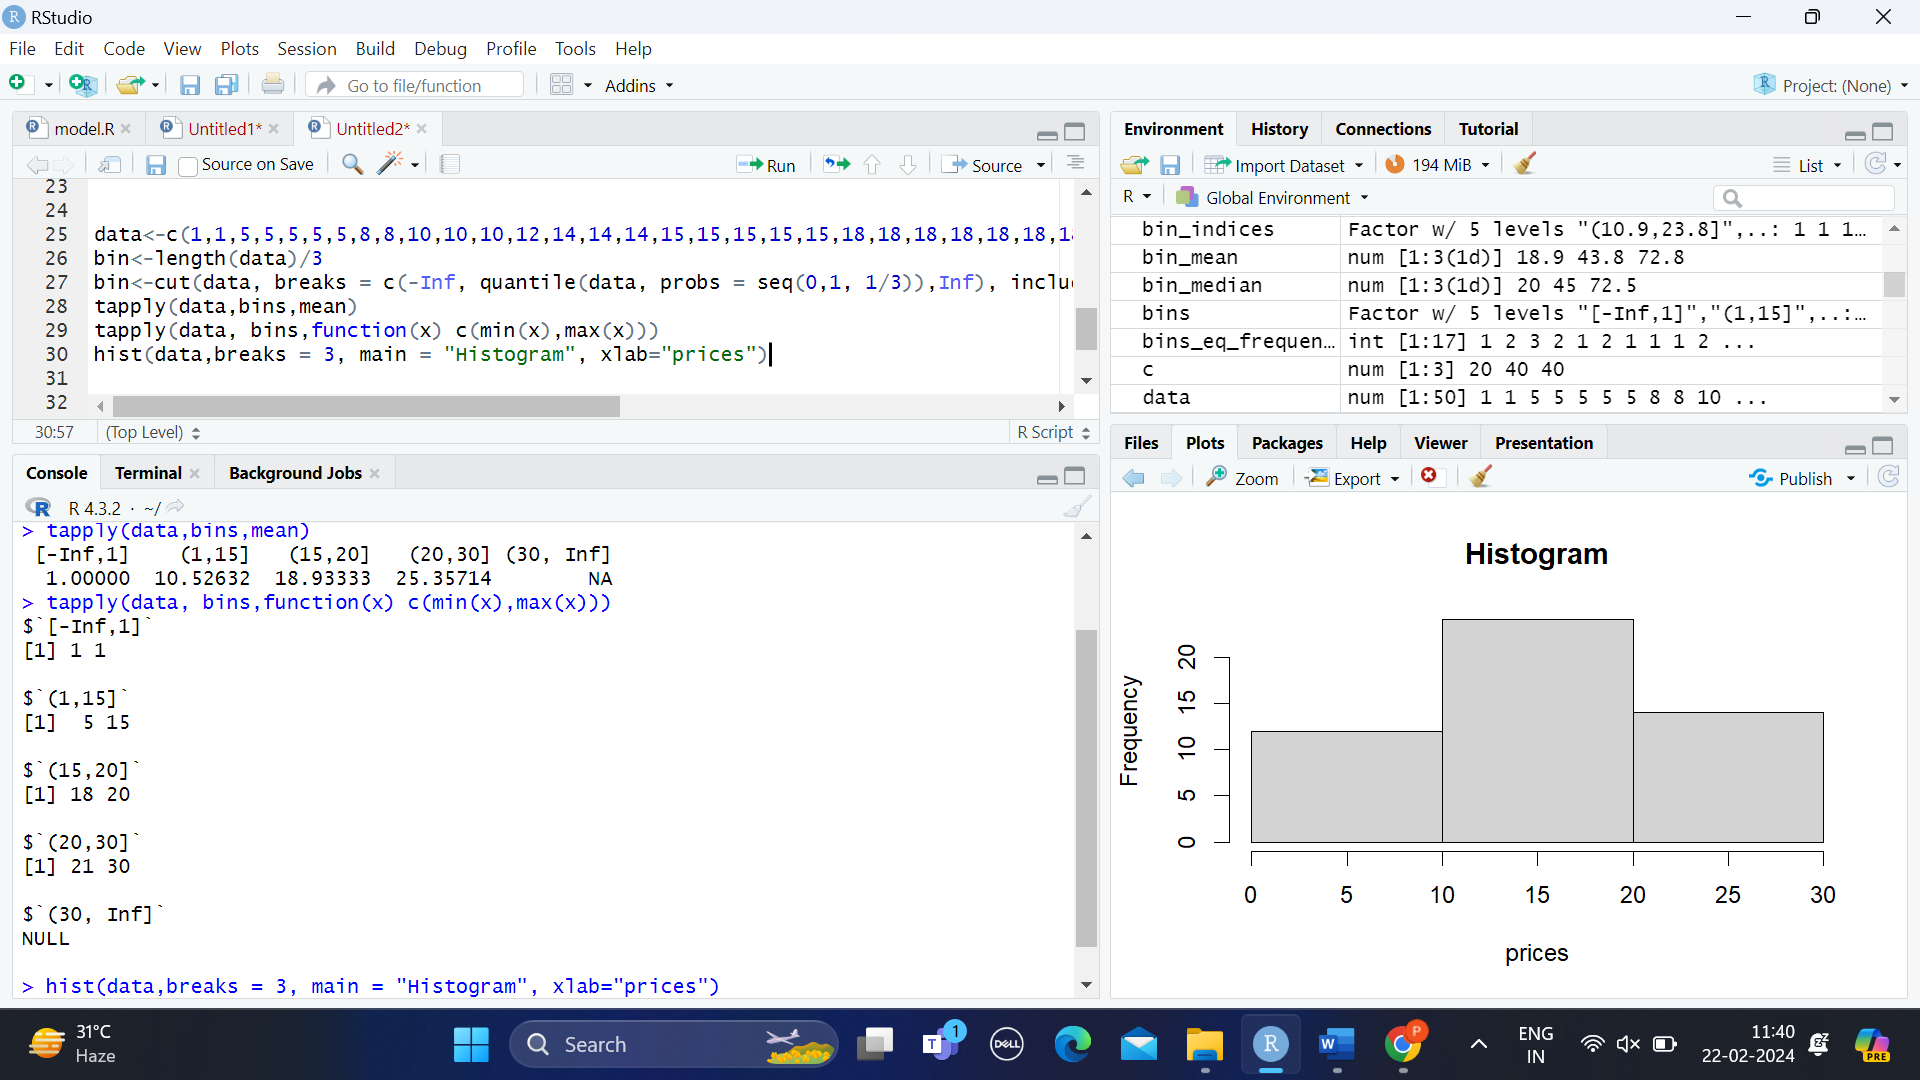 RStudio
File Edit Code View Plots Session Build Debug Profile Tools Help
Go to file/function Addins Project: (None)
model.R Untitled1* Untitled2*
Source on Save Run Source
23
24
25 data<-c(1,1,5,5,5,5,5,8,8,10,10,10,12,14,14,14,15,15,15,15,15,18,18,18,18,18,18,1
26 bin<-length(data)/3
27 bin<-cut(data, breaks = c(-Inf, quantile(data, probs = seq(0,1, 1/3)),Inf), inclu
28 tapply(data,bins,mean)
29 tapply(data, bins,function(x) c(min(x),max(x)))
30 hist(data,breaks = 3, main = "Histogram", xlab="prices")
31
32
30:57 (Top Level) R Script
Console Terminal Background Jobs
R 4.3.2 · ~/
> tapply(data,bins,mean)
[-Inf,1] (1,15] (15,20] (20,30] (30, Inf]
1.00000 10.52632 18.93333 25.35714 NA
> tapply(data, bins,function(x) c(min(x),max(x)))
$`[-Inf,1]`
[1] 1 1
$`(1,15]`
[1] 5 15
$`(15,20]`
[1] 18 20
$`(20,30]`
[1] 21 30
$`(30, Inf]`
NULL
> hist(data,breaks = 3, main = "Histogram", xlab="prices")
Environment History Connections Tutorial
Import Dataset 194 MiB List
R Global Environment
bin_indices Factor w/ 5 levels "(10.9,23.8]",..: 1 1 1…
bin_mean num [1:3(1d)] 18.9 43.8 72.8
bin_median num [1:3(1d)] 20 45 72.5
bins Factor w/ 5 levels "[-Inf,1]","(1,15]",..:…
bins_eq_frequen… int [1:17] 1 2 3 2 1 2 1 1 1 2 ...
c num [1:3] 20 40 40
data num [1:50] 1 1 5 5 5 5 5 8 8 10 ...
Files Plots Packages Help Viewer Presentation
Zoom Export Publish
Histogram
Frequency
20
15
10
5
0
0 5 10 15 20 25 30
prices
31°C
Haze
Search
1
DELL
P
ENG
IN
11:40
22-02-2024
PRE